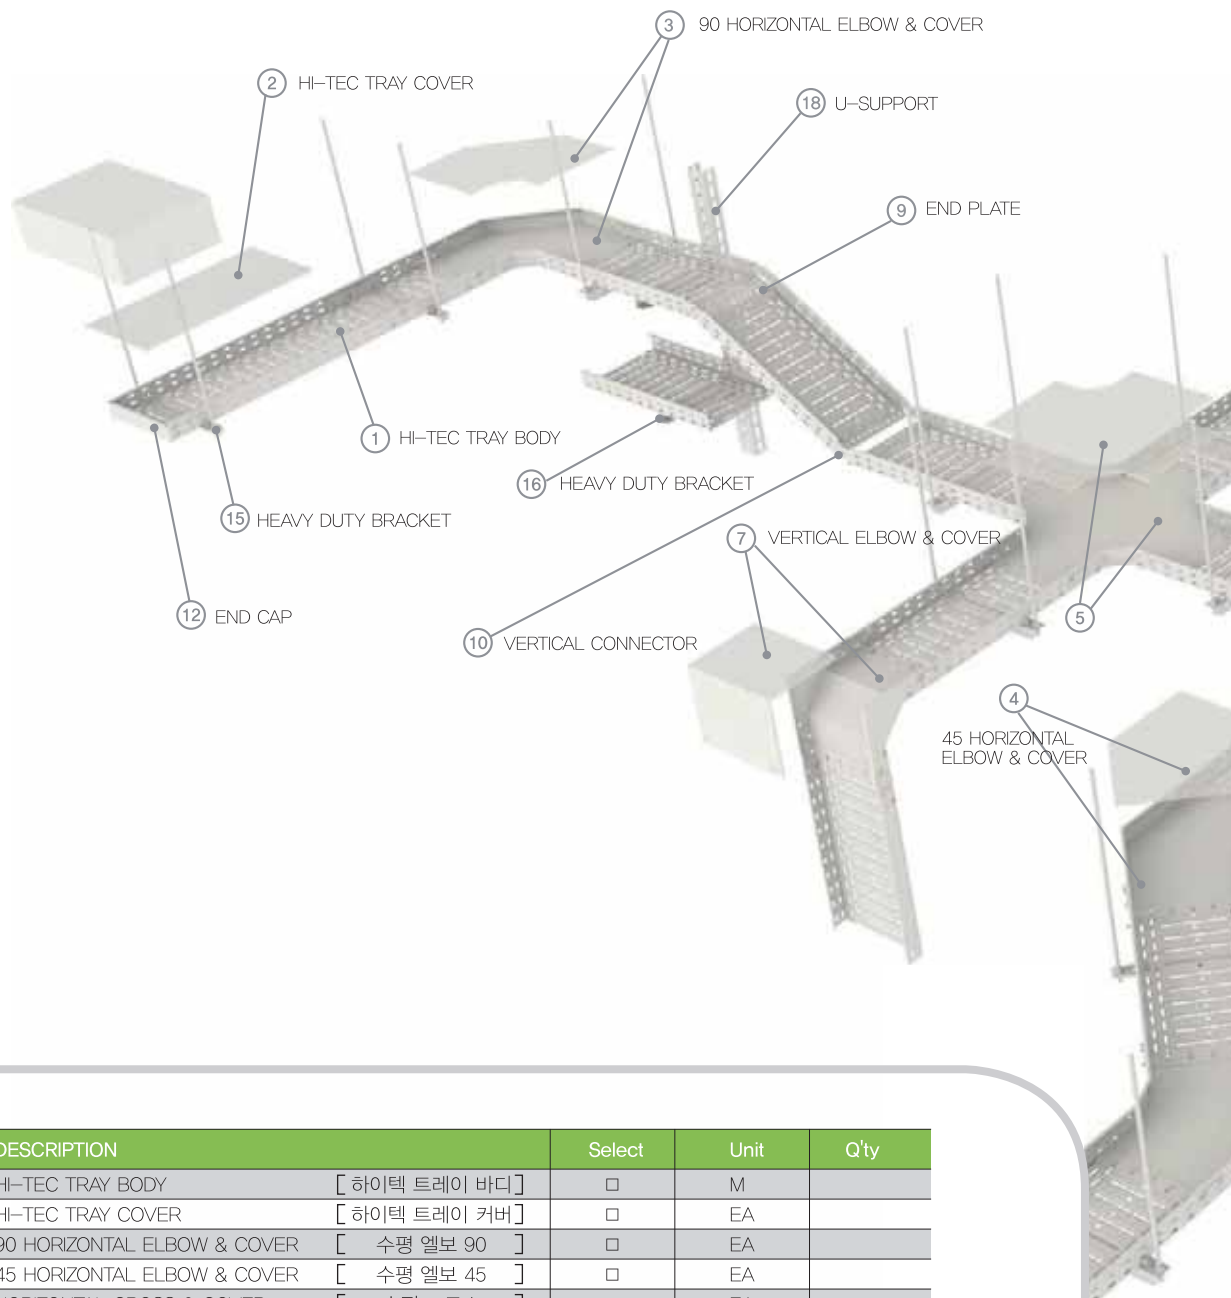 3 90 HORIZONTAL ELBOW & COVER
2 HI-TEC TRAY COVER
18 U-SUPPORT
9 END PLATE
1 HI-TEC TRAY BODY
16 HEAVY DUTY BRACKET
15 HEAVY DUTY BRACKET
7 VERTICAL ELBOW & COVER
12 END CAP
5
10 VERTICAL CONNECTOR
4
45 HORIZONTAL
ELBOW & COVER
DESCRIPTION Select Unit Q'ty
HI-TEC TRAY BODY [하이텍 트레이 바디] □ M
HI-TEC TRAY COVER [하이텍 트레이 커버] □ EA
90 HORIZONTAL ELBOW & COVER [수평 엘보 90] □ EA
45 HORIZONTAL ELBOW & COVER [수평 엘보 45] □ EA